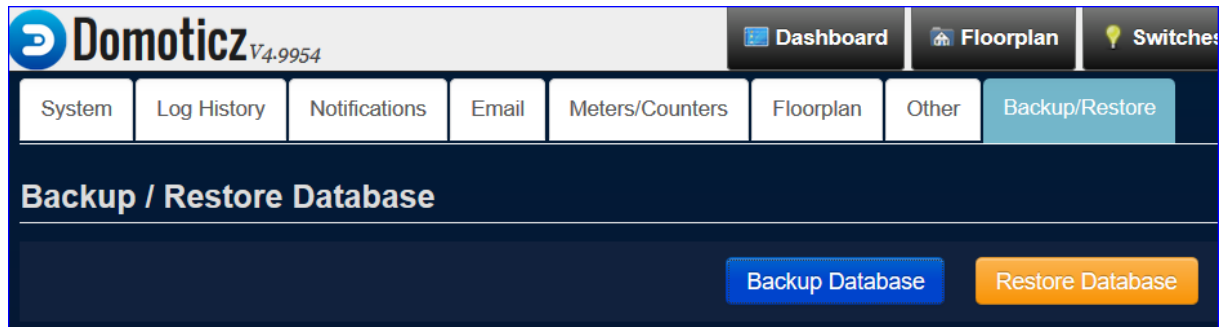 Domoticz V4.9954 Dashboard Floorplan Switches
System Log History Notifications Email Meters/Counters Floorplan Other Backup/Restore
Backup / Restore Database
Backup Database Restore Database